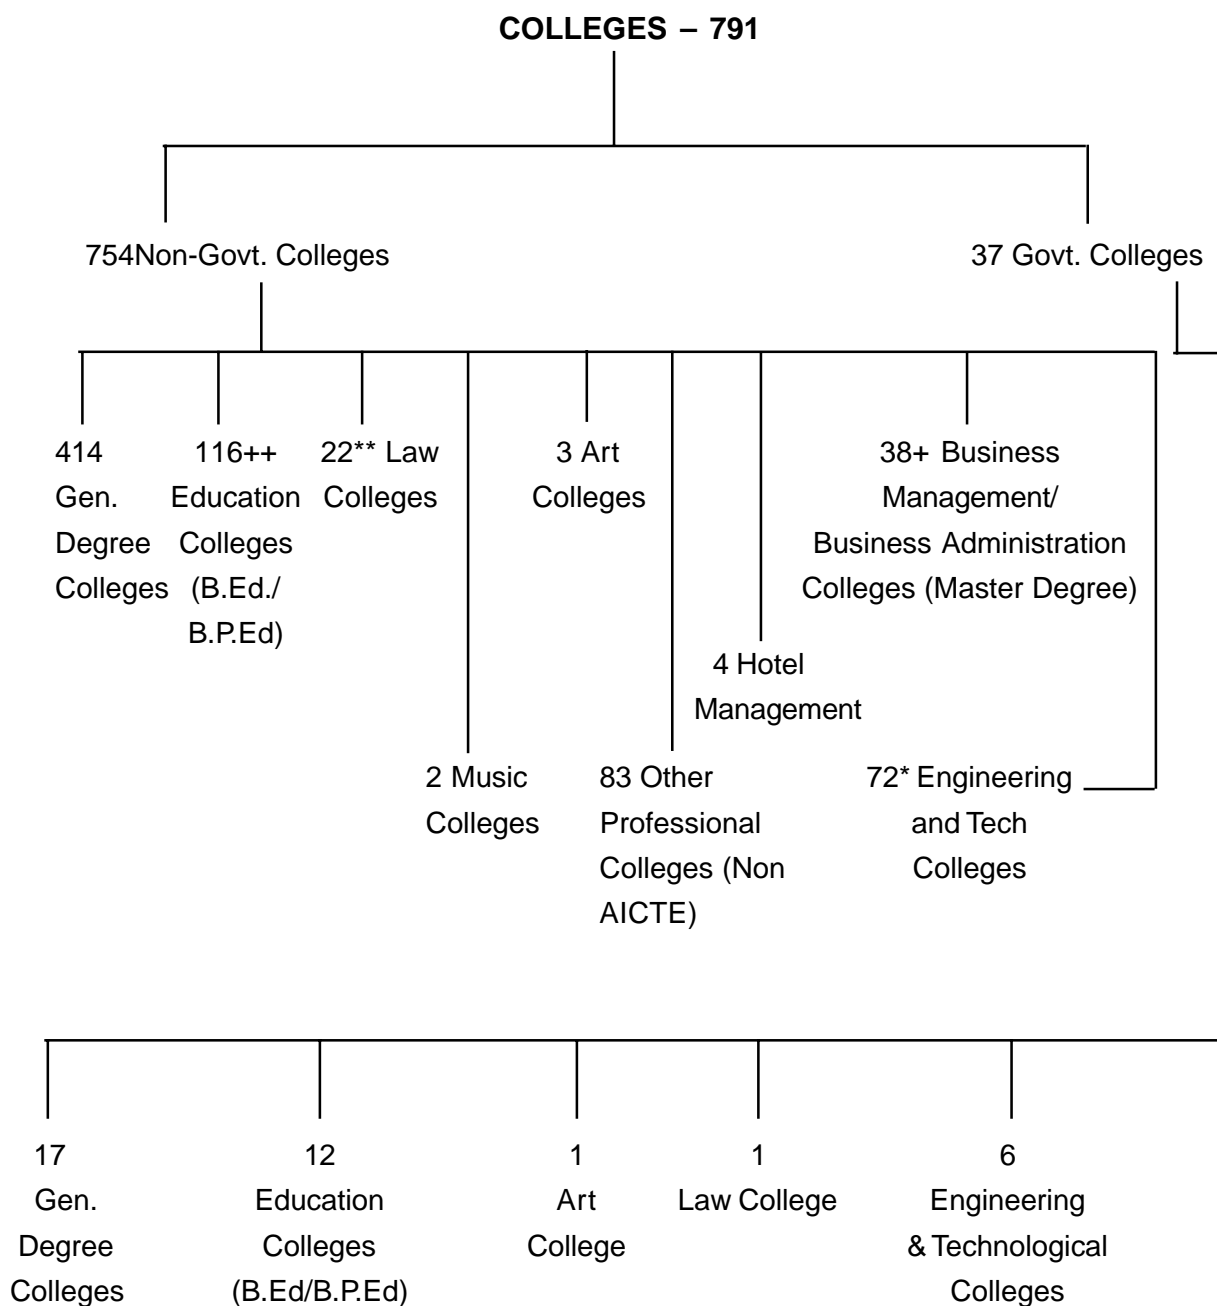 COLLEGES – 791
754Non-Govt. Colleges
37 Govt. Colleges
414
Gen.
Degree
Colleges
116++
Education
Colleges
(B.Ed./
B.P.Ed)
22** Law
Colleges
3 Art
Colleges
38+ Business
Management/
Business Administration
Colleges (Master Degree)
4 Hotel
Management
2 Music
Colleges
83 Other
Professional
Colleges (Non
AICTE)
72* Engineering
and Tech
Colleges
17
Gen.
Degree
Colleges
12
Education
Colleges
(B.Ed/B.P.Ed)
1
Art
College
1
Law College
6
Engineering
& Technological
Colleges